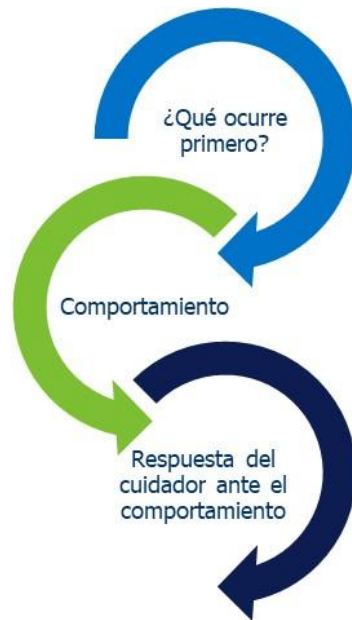 ¿Qué ocurre
primero?
Comportamiento
Respuesta del
cuidador ante el
comportamiento